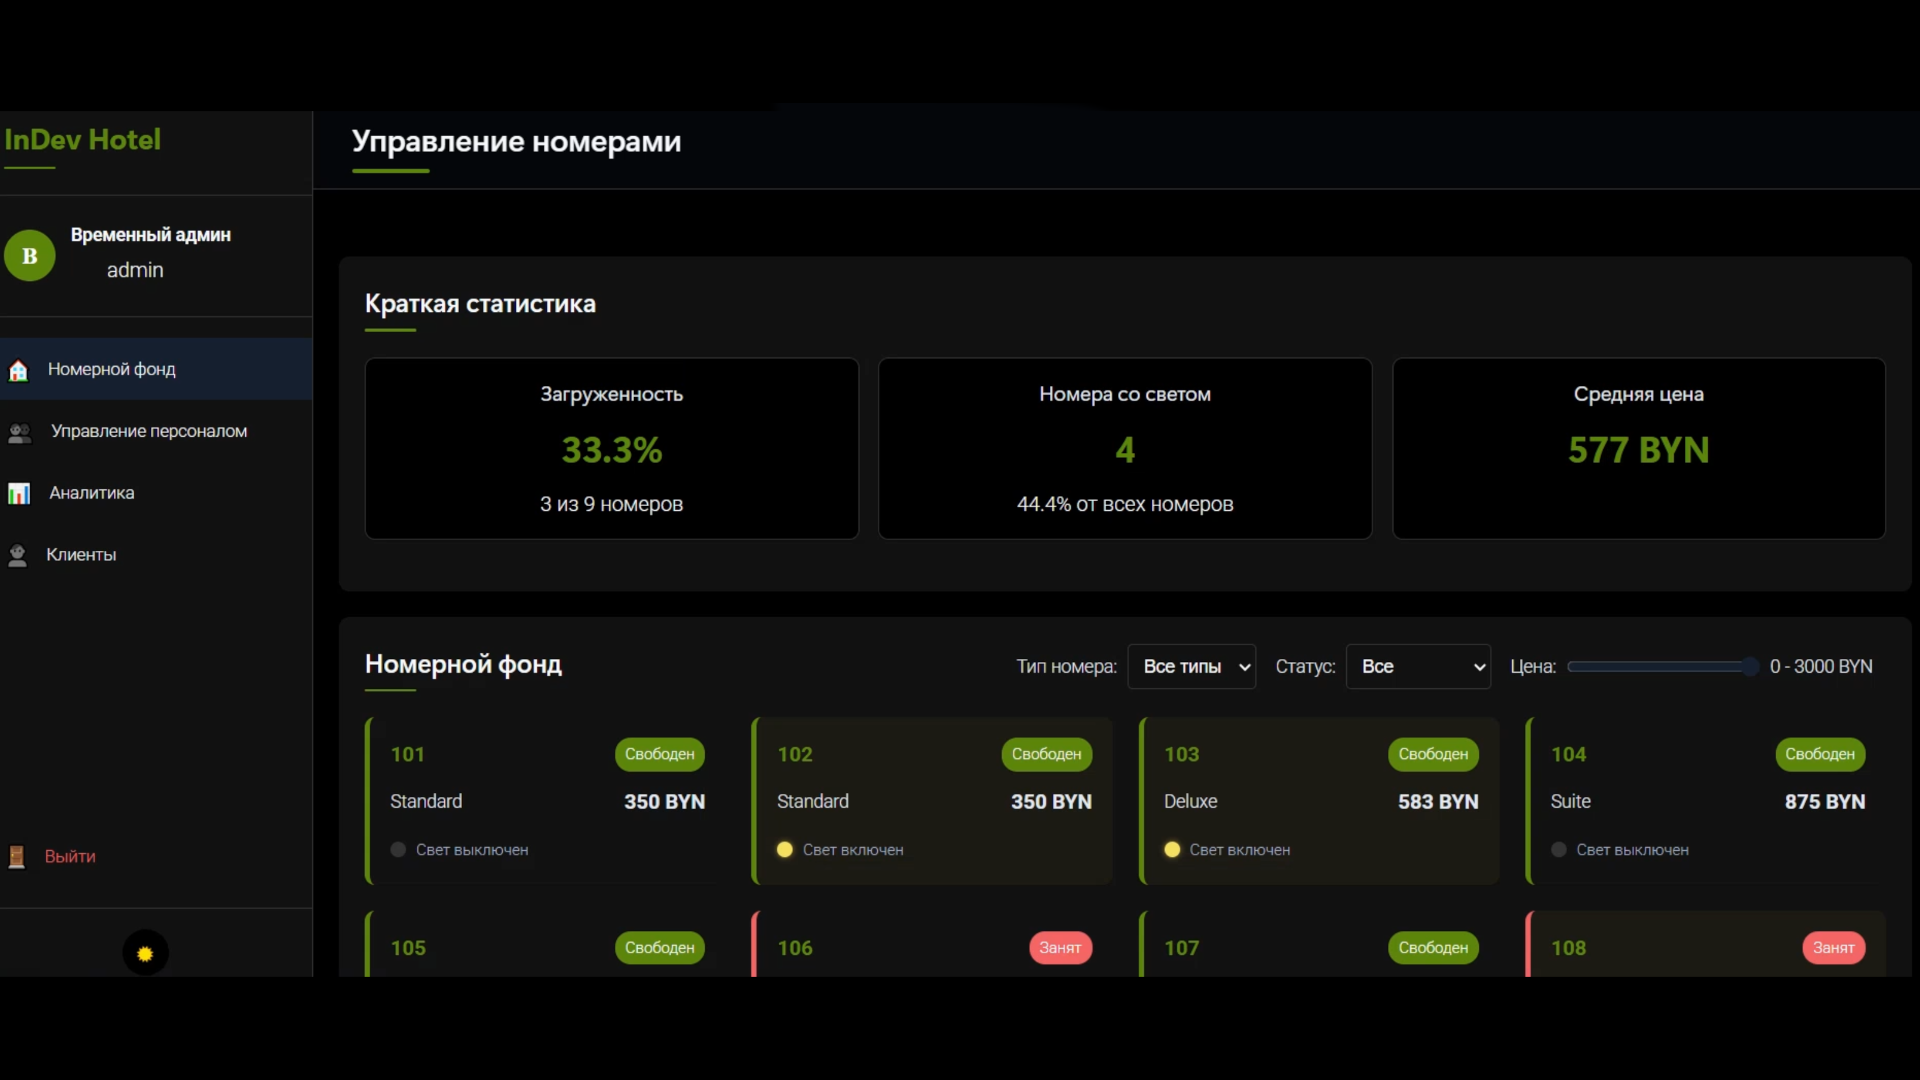 InDev Hotel
В
Временный админ
admin
Номерной фонд
Управление персоналом
Аналитика
Клиенты
Выйти
Управление номерами
Краткая статистика
Загруженность
33.3%
3 из 9 номеров
Номера со светом
4
44.4% от всех номеров
Средняя цена
577 BYN
Номерной фонд
Тип номера: Все типы Статус: Все Цена: 0 - 3000 BYN
101 Свободен
Standard 350 BYN
Свет выключен
102 Свободен
Standard 350 BYN
Свет включен
103 Свободен
Deluxe 583 BYN
Свет включен
104 Свободен
Suite 875 BYN
Свет выключен
105 Свободен
106 Занят
107 Свободен
108 Занят